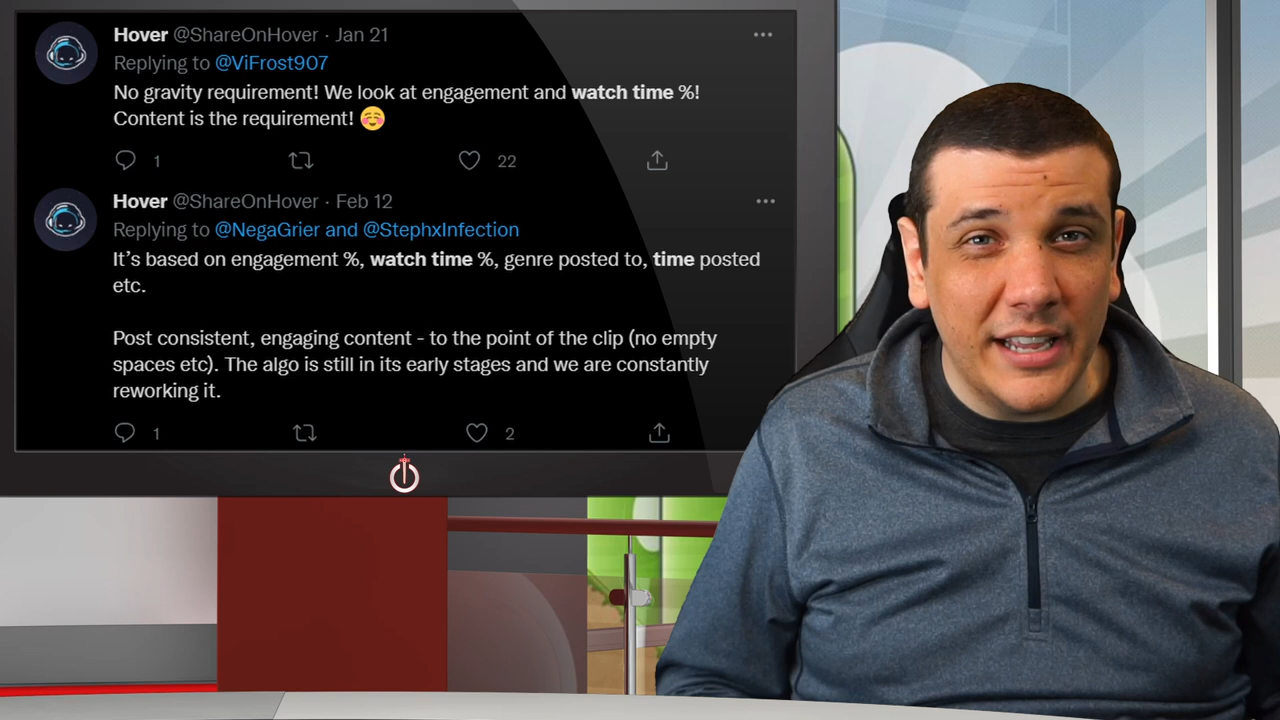 Hover @ShareOnHover · Jan 21
Replying to @ViFrost907
No gravity requirement! We look at engagement and watch time %!
Content is the requirement! ☺️
1 22
Hover @ShareOnHover · Feb 12
Replying to @NegaGrier and @StephxInfection
It’s based on engagement %, watch time %, genre posted to, time posted
etc.
Post consistent, engaging content - to the point of the clip (no empty
spaces etc). The algo is still in its early stages and we are constantly
reworking it.
1 2